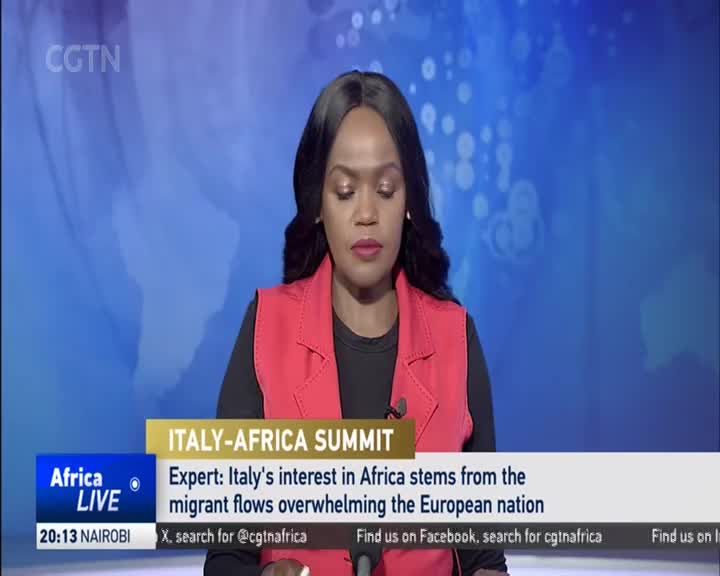 CGTN
ITALY-AFRICA SUMMIT
Expert: Italy's interest in Africa stems from the
migrant flows overwhelming the European nation
Africa
LIVE
20:13 NAIROBI
X, search for @cgtnafrica Find us on Facebook, search for cgtnafrica Find us on